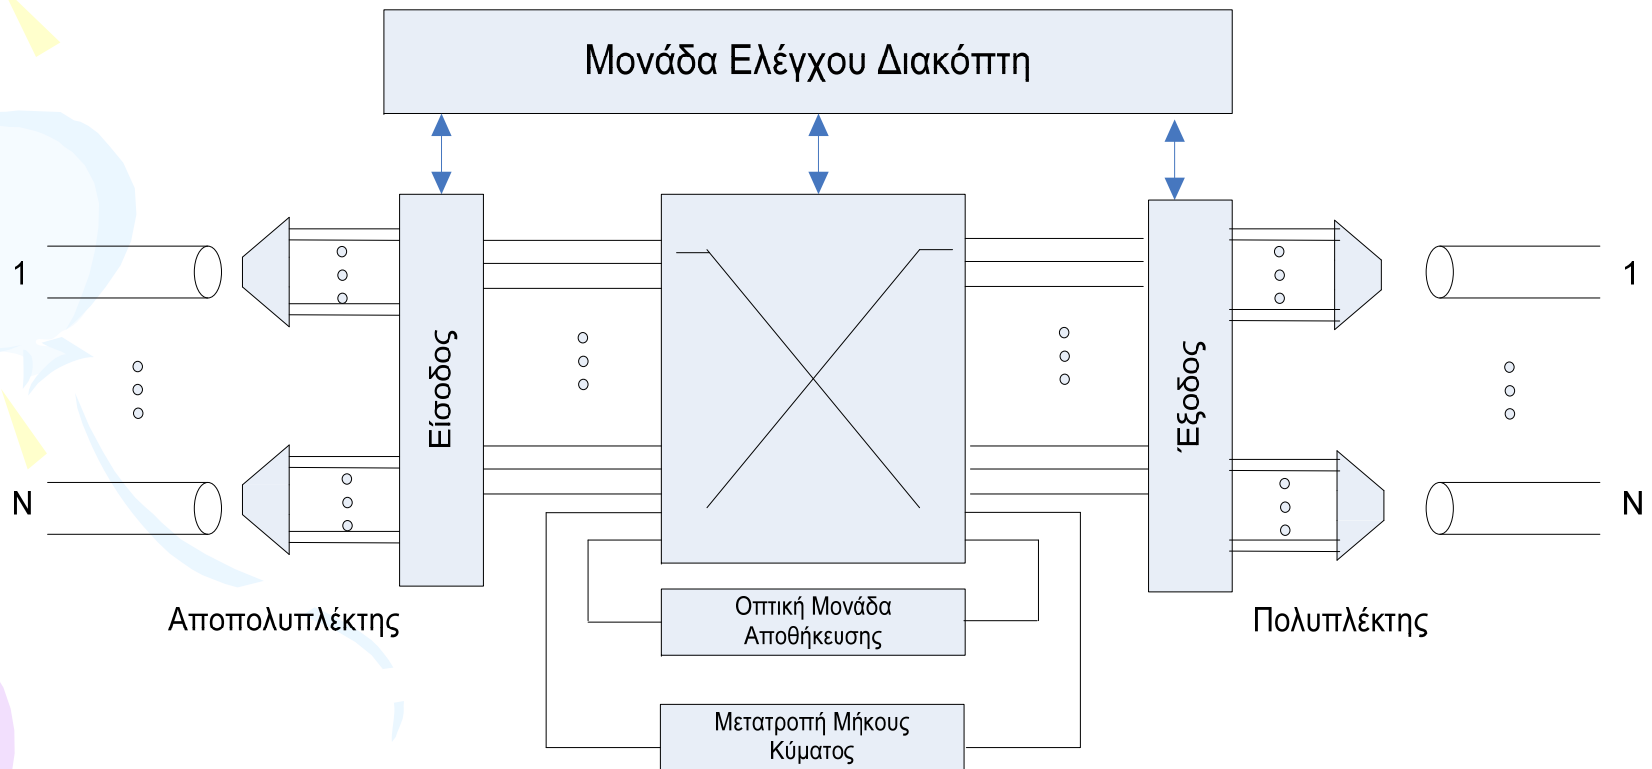 Μονάδα Ελέγχου Διακόπτη
1
1
Είσοδος
Έξοδος
N
N
Αποπολυπλέκτης
Πολυπλέκτης
Οπτική Μονάδα
Αποθήκευσης
Μετατροπή Μήκους
Κύματος